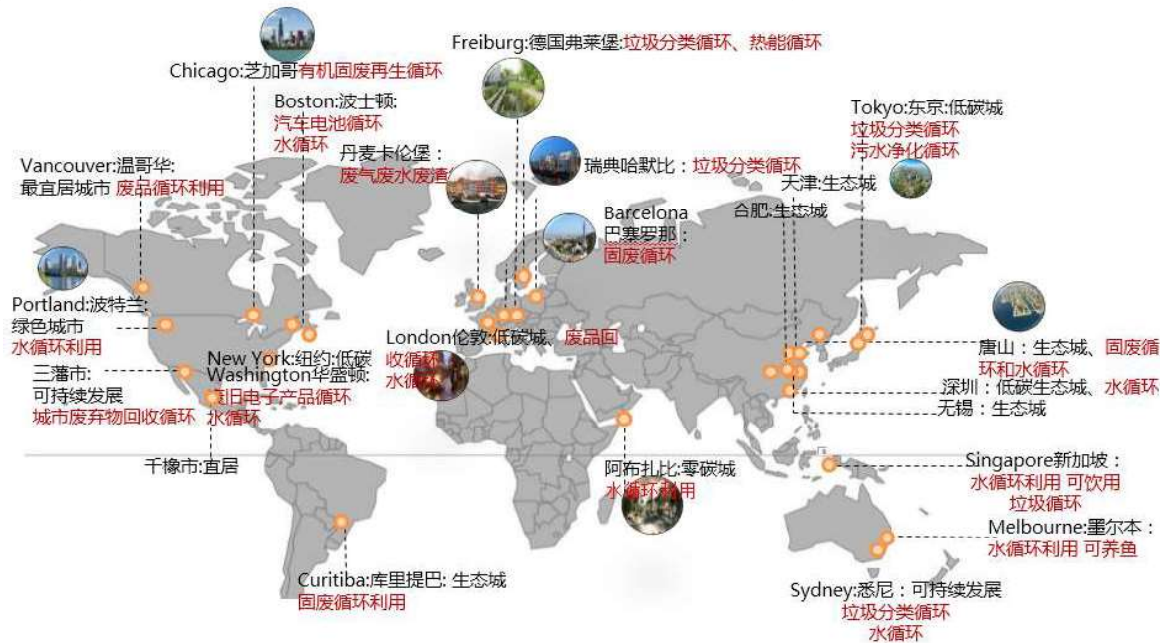 Freiburg:德国弗莱堡:垃圾分类循环、热能循环
Chicago:芝加哥有机固废再生循环
Boston:波士顿:
汽车电池循环
水循环
Tokyo:东京:低碳城
垃圾分类循环
污水净化循环
丹麦卡伦堡：
废气废水废渣
瑞典哈默比：垃圾分类循环
Vancouver:温哥华:
最宜居城市 废品循环利用
天津:生态城
合肥:生态城
Barcelona
巴塞罗那：
固废循环
Portland:波特兰:
绿色城市
水循环利用
London伦敦:低碳城、废品回
收循环
水循环
New York:纽约:低碳
Washington华盛顿:
废旧电子产品循环
水循环
三藩市:
可持续发展
城市废弃物回收循环
唐山：生态城、固废循
环和水循环
深圳：低碳生态城、水循环
无锡：生态城
千橡市:宜居
阿布扎比:零碳城
水循环利用
Singapore新加坡：
水循环利用 可饮用
垃圾循环
Melbourne:墨尔本：
水循环利用 可养鱼
Curitiba:库里提巴: 生态城
固废循环利用
Sydney:悉尼：可持续发展
垃圾分类循环
水循环